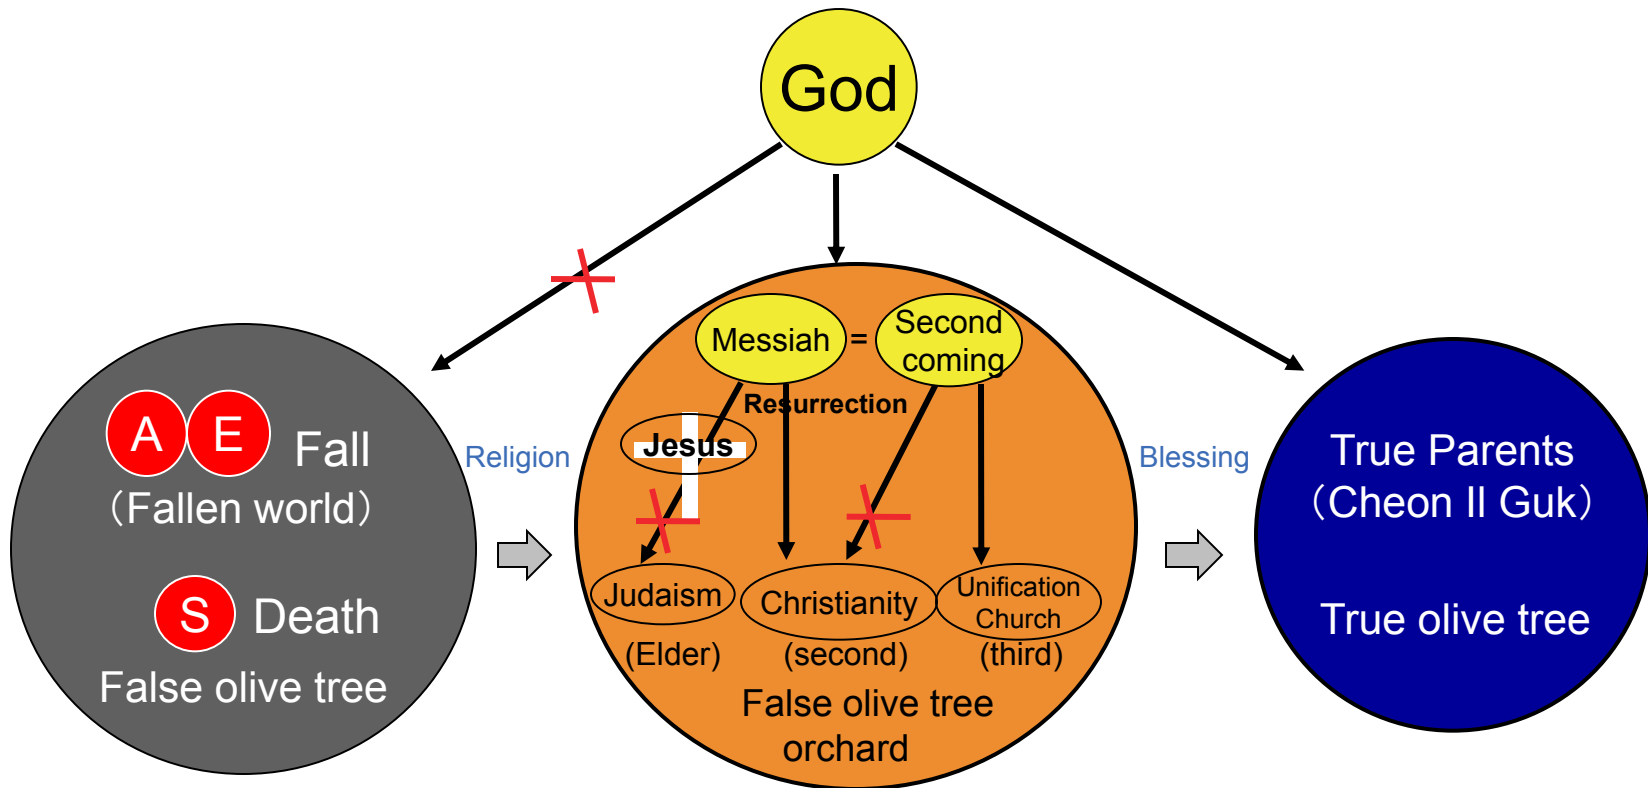 God
A E Fall
（Fallen world）
S Death
False olive tree
Religion
Messiah = Second
coming
Resurrection
Jesus
Judaism
Christianity
Unification
Church
(Elder)
(second)
(third)
False olive tree
orchard
Blessing
True Parents
（Cheon Il Guk）
True olive tree